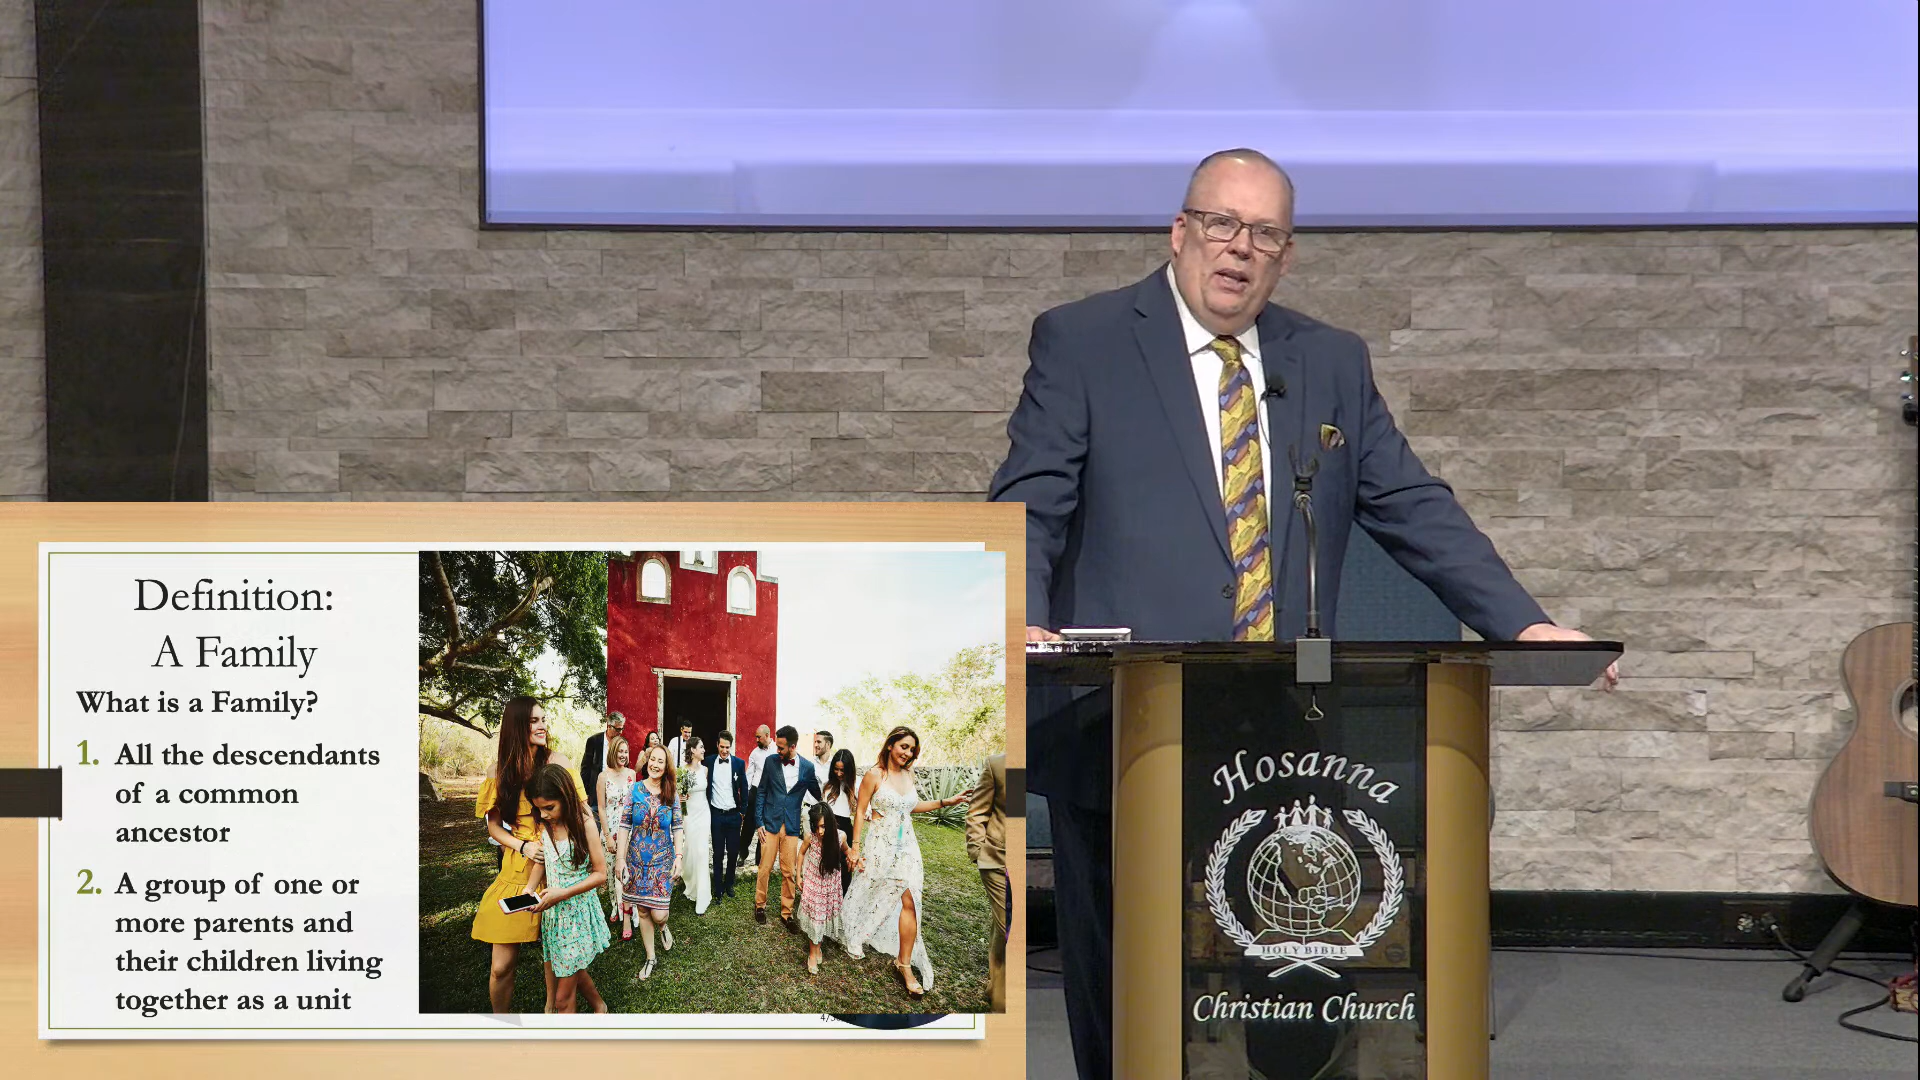 Definition:
A Family
What is a Family?
1. All the descendants
of a common
ancestor
2. A group of one or
more parents and
their children living
together as a unit
Hosanna
HOLY BIBLE
Christian Church